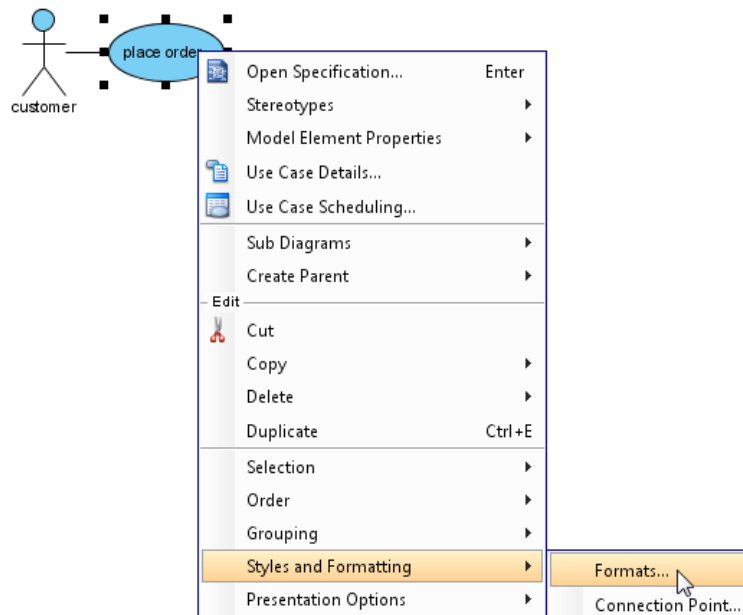 place order
customer
Open Specification... Enter
Stereotypes
Model Element Properties
Use Case Details...
Use Case Scheduling...
Sub Diagrams
Create Parent
Edit
Cut
Copy
Delete
Duplicate Ctrl+E
Selection
Order
Grouping
Styles and Formatting
Formats...
Presentation Options
Connection Point...